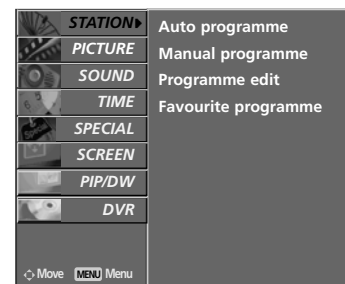 STATION
PICTURE
SOUND
TIME
SPECIAL
SCREEN
PIP/DW
DVR
Move MENU Menu
Auto programme
Manual programme
Programme edit
Favourite programme